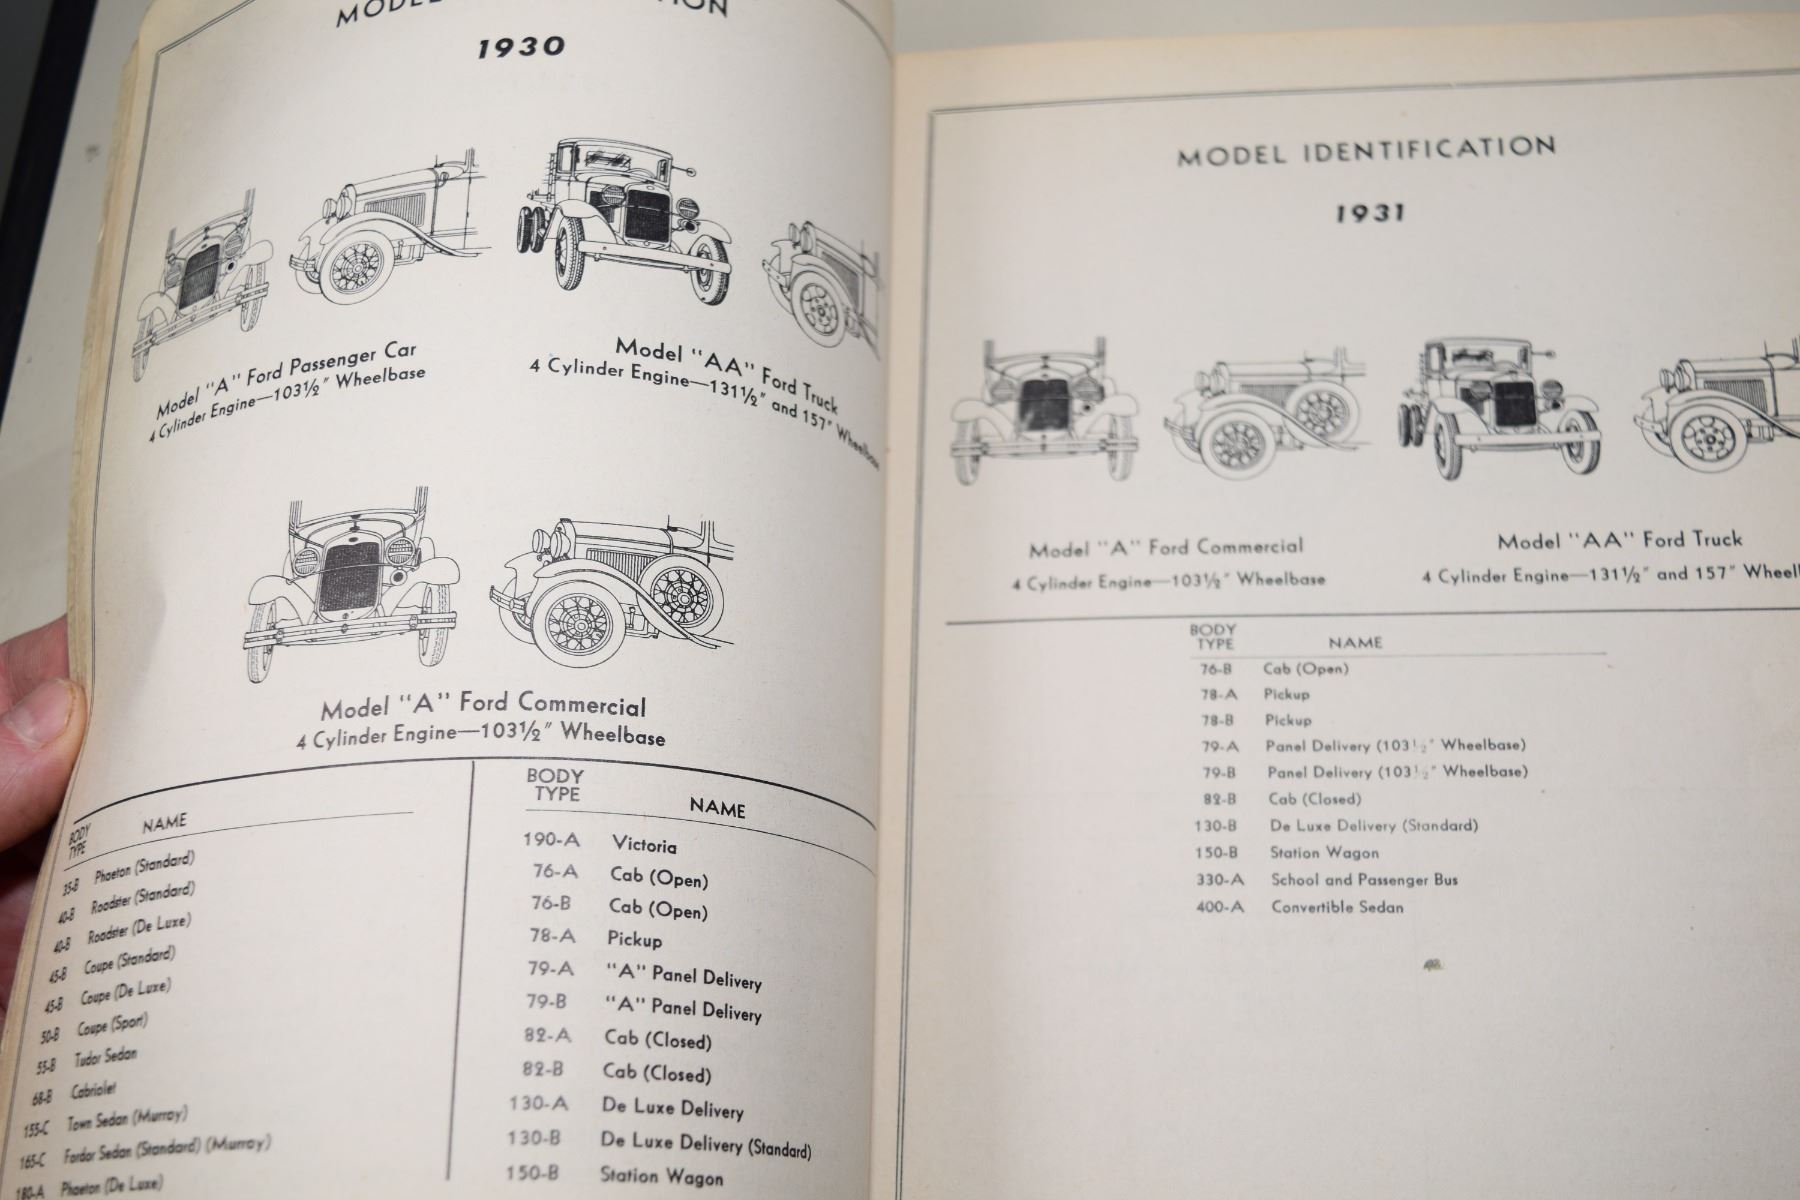 1930
Model "A" Ford Passenger Car
4 Cylinder Engine—103½" Wheelbase
Model "AA" Ford Truck
4 Cylinder Engine—131½" and 157" Wheelbase
Model "A" Ford Commercial
4 Cylinder Engine—103½" Wheelbase
BODY
TYPE NAME
35-B Phaeton (Standard)
40-B Roadster (Standard)
40-B Roadster (De Luxe)
45-B Coupe (Standard)
45-B Coupe (De Luxe)
50-B Coupe (Sport)
55-B Tudor Sedan
68-B Cabriolet
155-C Town Sedan (Murray)
165-C Fordor Sedan (Standard) (Murray)
180-A Phaeton (De Luxe)
BODY
TYPE NAME
190-A Victoria
76-A Cab (Open)
76-B Cab (Open)
78-A Pickup
79-A "A" Panel Delivery
79-B "A" Panel Delivery
82-A Cab (Closed)
82-B Cab (Closed)
130-A De Luxe Delivery
130-B De Luxe Delivery (Standard)
150-B Station Wagon
MODEL IDENTIFICATION
1931
Model "A" Ford Commercial
4 Cylinder Engine—103½" Wheelbase
Model "AA" Ford Truck
4 Cylinder Engine—131½" and 157"
BODY
TYPE NAME
76-B Cab (Open)
78-A Pickup
78-B Pickup
79-A Panel Delivery (103½" Wheelbase)
79-B Panel Delivery (103½" Wheelbase)
82-B Cab (Closed)
130-B De Luxe Delivery (Standard)
150-B Station Wagon
330-A School and Passenger Bus
400-A Convertible Sedan